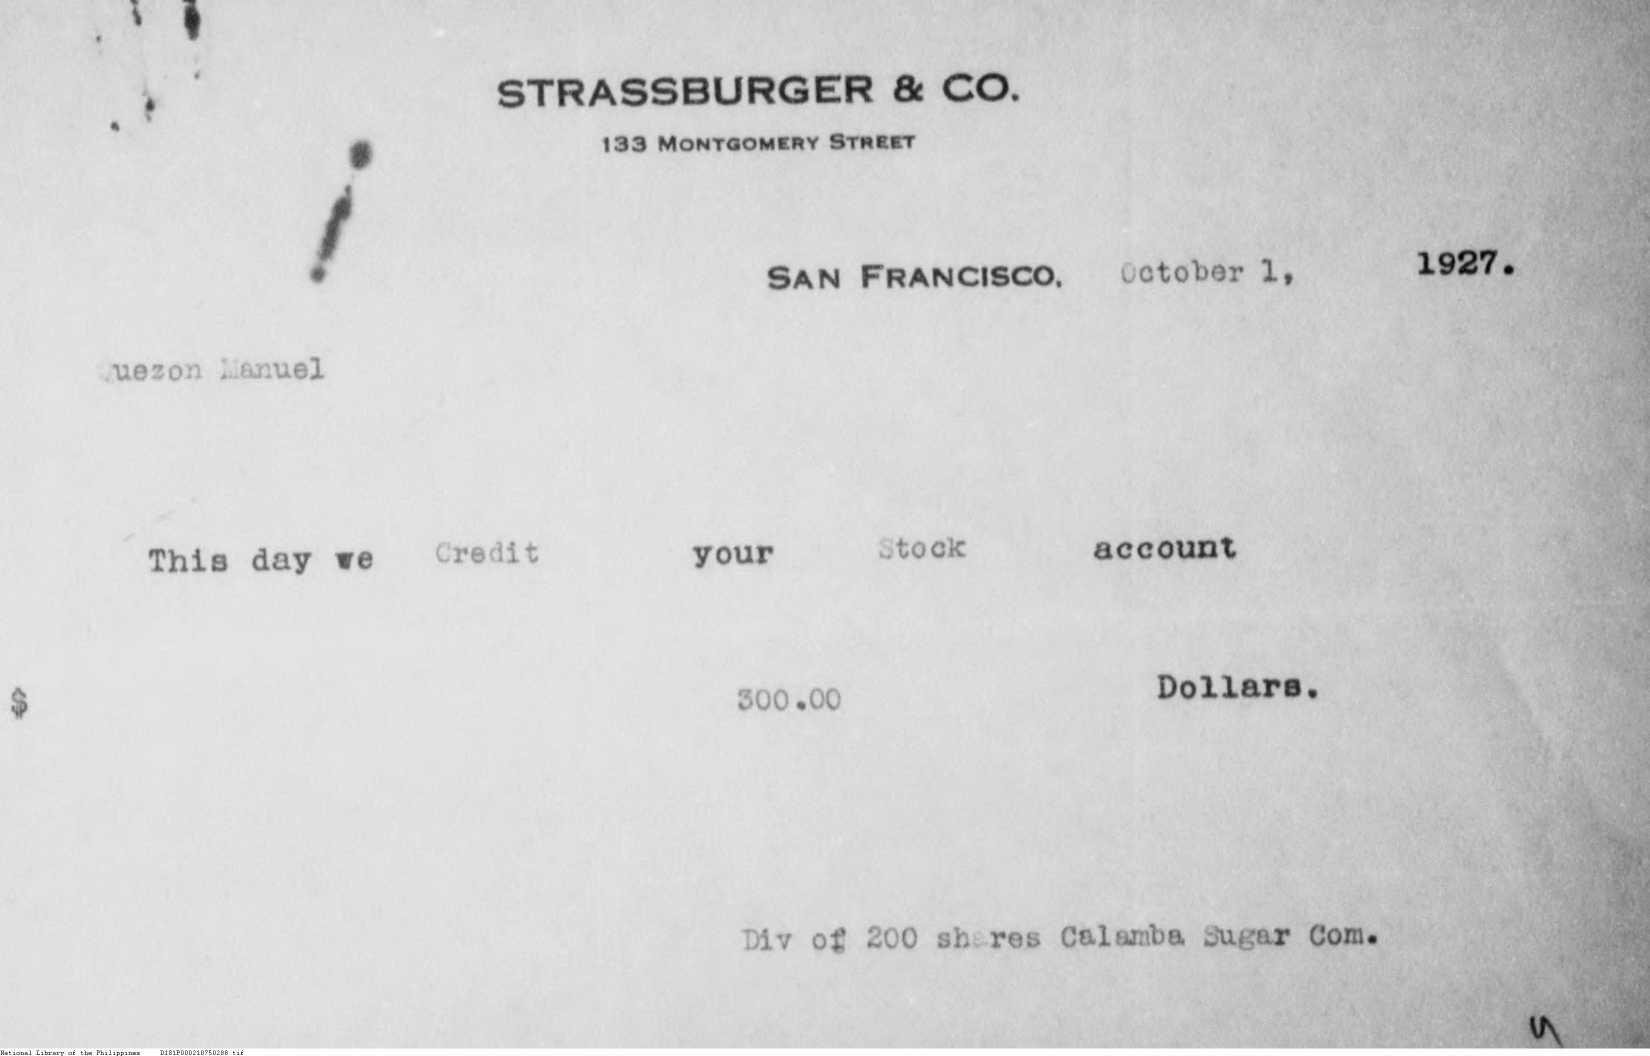 STRASSBURGER & CO.
133 MONTGOMERY STREET
SAN FRANCISCO, October 1, 1927.
Quezon Manuel
This day we Credit your Stock account
$ 300.00 Dollars.
Div of 200 shares Calamba Sugar Com.
National Library of the Philippines